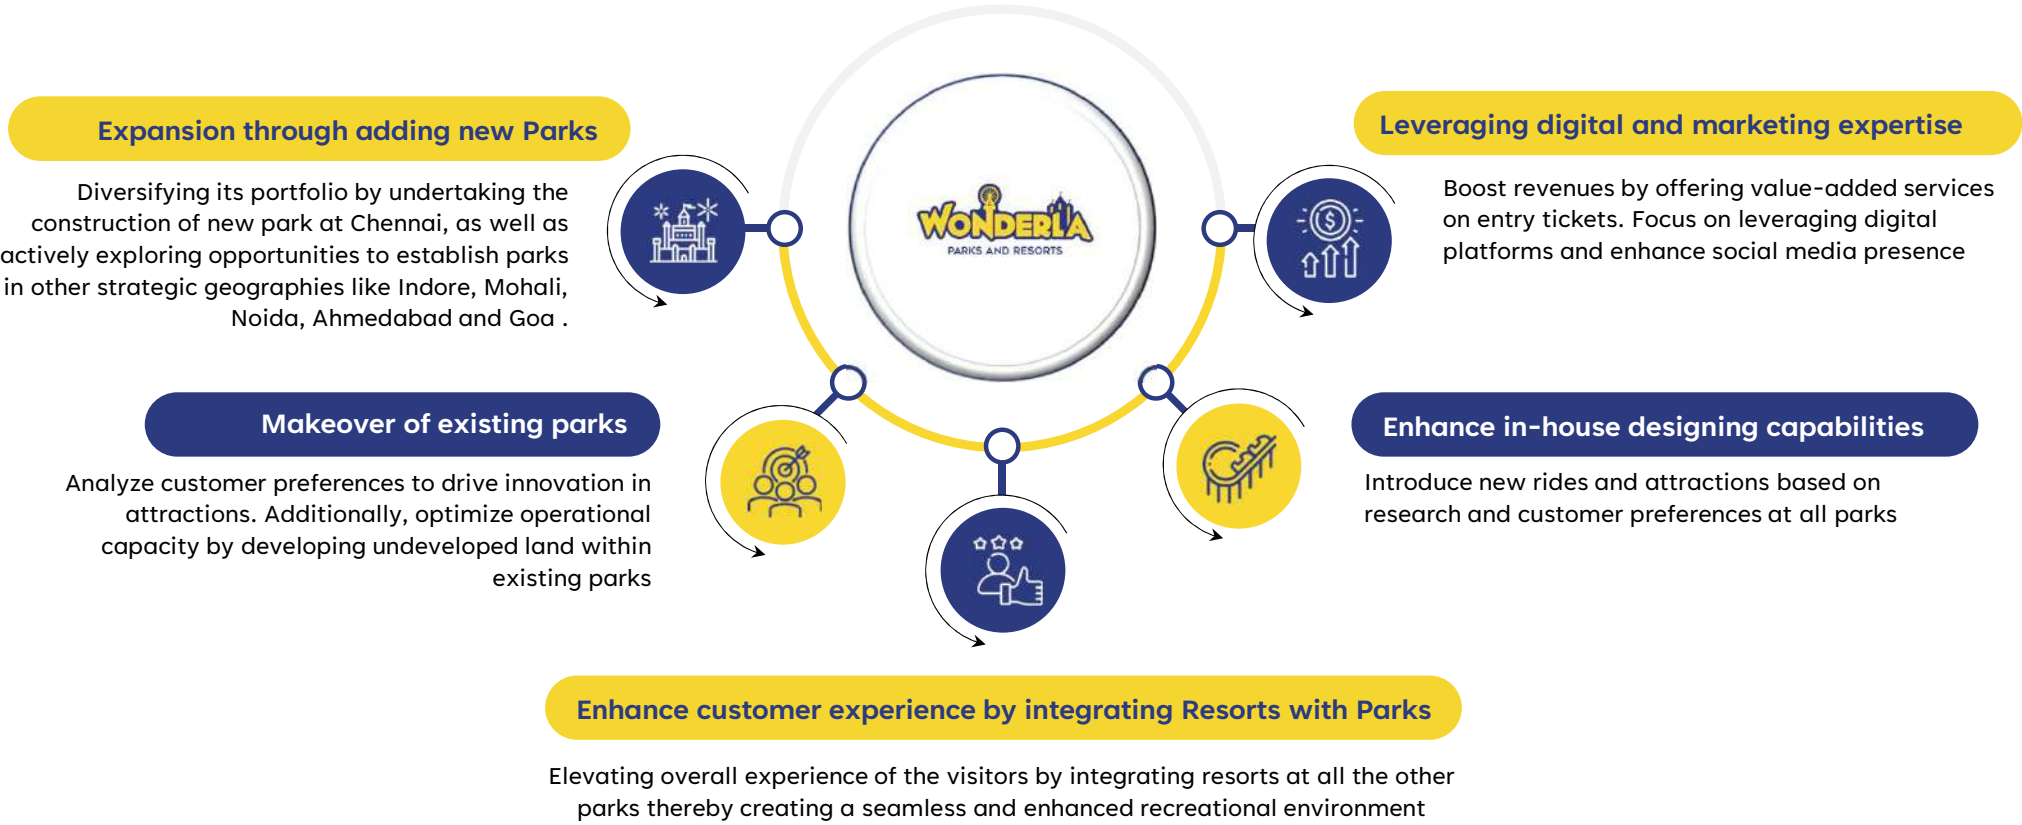 Expansion through adding new Parks
Diversifying its portfolio by undertaking the
construction of new park at Chennai, as well as
actively exploring opportunities to establish parks
in other strategic geographies like Indore, Mohali,
Noida, Ahmedabad and Goa .
Makeover of existing parks
Analyze customer preferences to drive innovation in
attractions. Additionally, optimize operational
capacity by developing undeveloped land within
existing parks
WONDERLA
PARKS AND RESORTS
Leveraging digital and marketing expertise
Boost revenues by offering value-added services
on entry tickets. Focus on leveraging digital
platforms and enhance social media presence
Enhance in-house designing capabilities
Introduce new rides and attractions based on
research and customer preferences at all parks
Enhance customer experience by integrating Resorts with Parks
Elevating overall experience of the visitors by integrating resorts at all the other
parks thereby creating a seamless and enhanced recreational environment